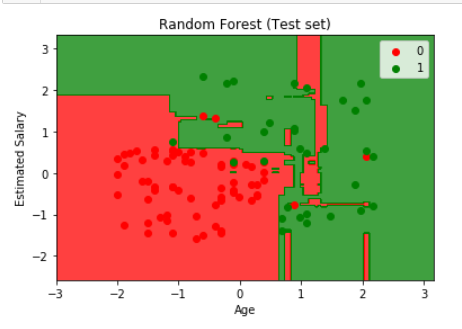 Random Forest (Test set)
0
1
3
2
1
0
−1
−2
Estimated Salary
−3 −2 −1 0 1 2 3
Age